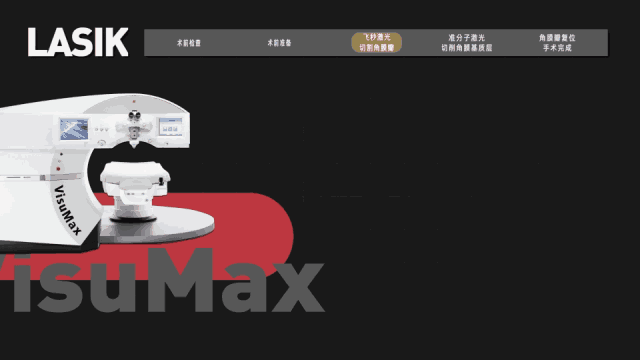 LASIK
术前检查
术前准备
飞秒激光
切割角膜瓣
准分子激光
切削角膜基质层
角膜瓣复位
手术完成
VisuMax
VisuMax